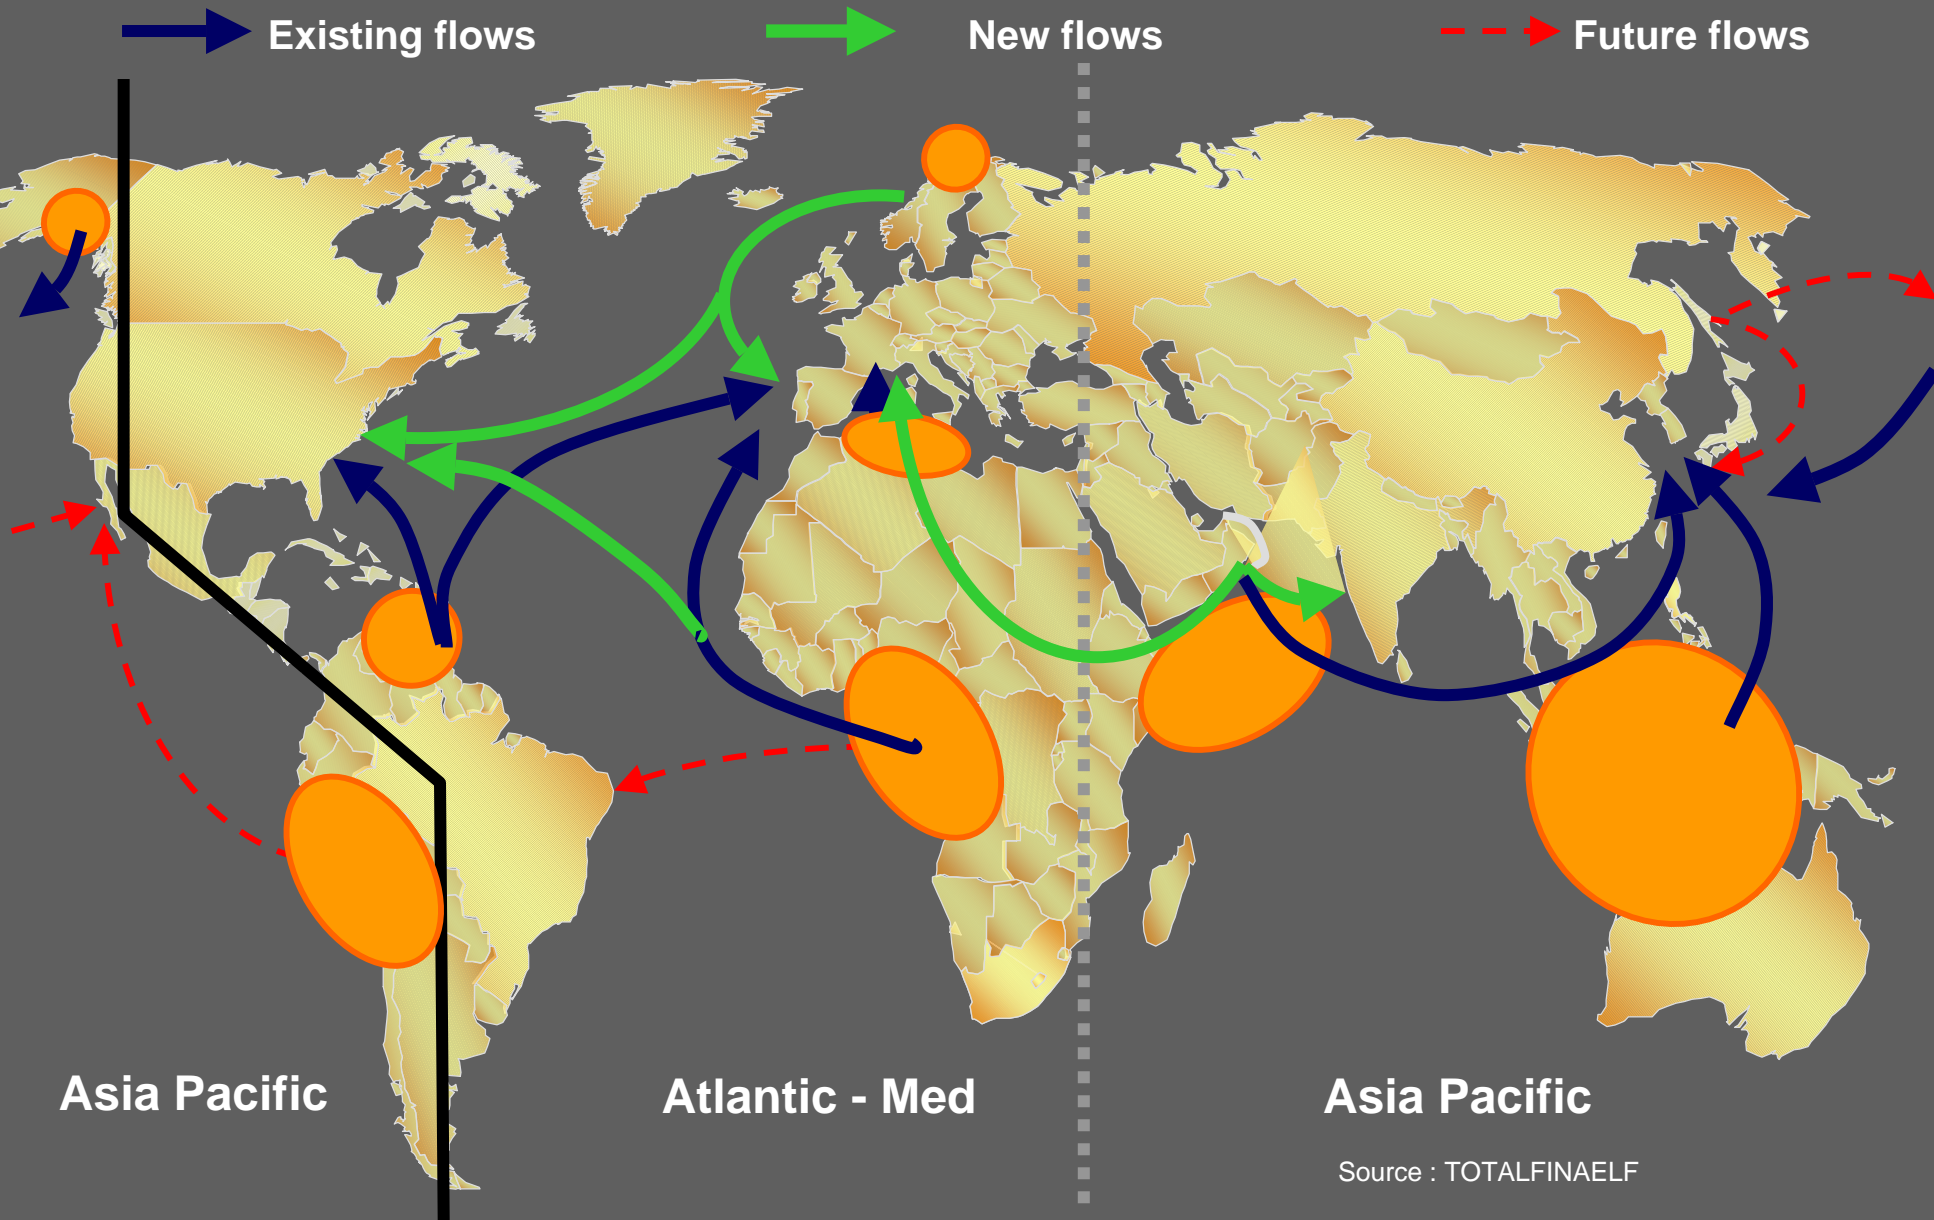 Existing flows
New flows
Future flows
Asia Pacific
Atlantic - Med
Asia Pacific
Source : TOTALFINAELF